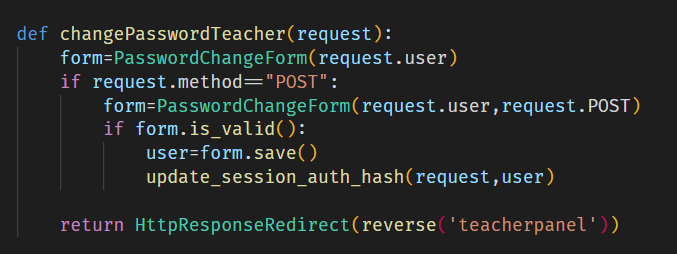 def changePasswordTeacher(request):
    form=PasswordChangeForm(request.user)
    if request.method=="POST":
        form=PasswordChangeForm(request.user,request.POST)
        if form.is_valid():
            user=form.save()
            update_session_auth_hash(request,user)
    return HttpResponseRedirect(reverse('teacherpanel'))